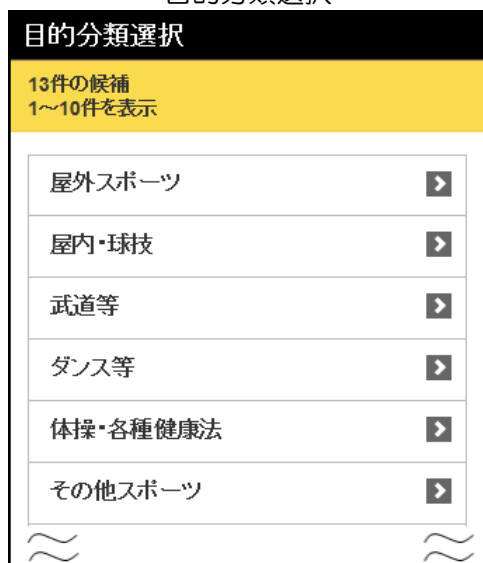 目的分類選択
13件の候補
1～10件を表示
屋外スポーツ
屋内・球技
武道等
ダンス等
体操・各種健康法
その他スポーツ